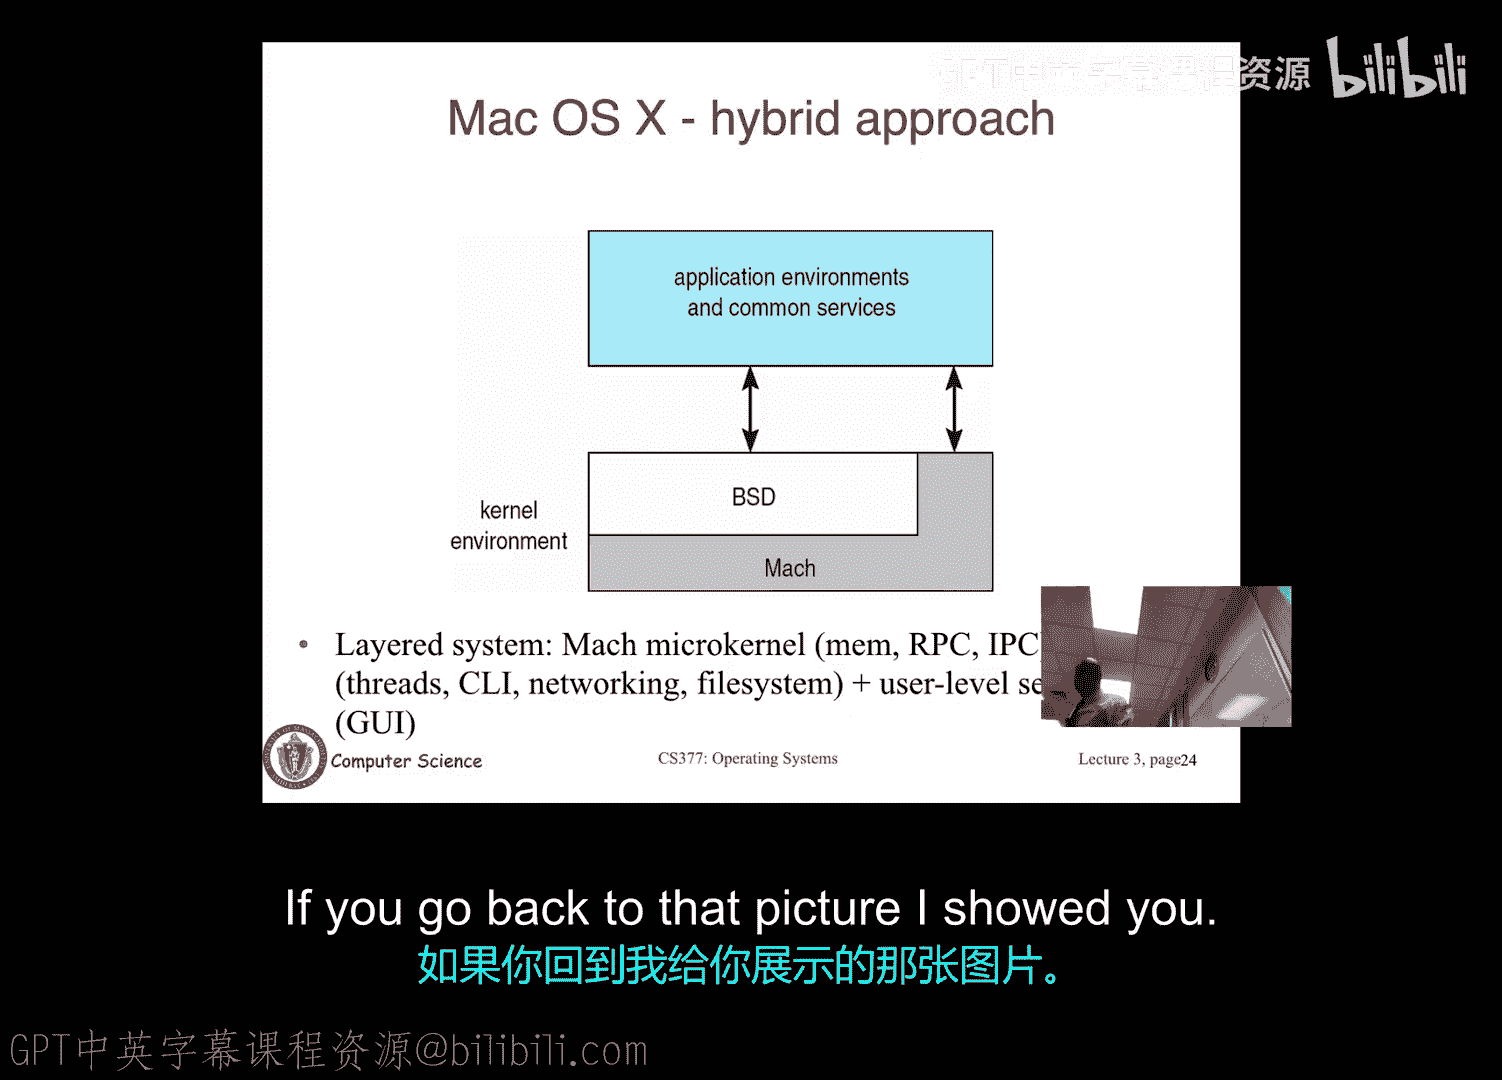 资源 bilibili
Mac OS X - hybrid approach
application environments
and common services
BSD
kernel
environment
Mach
• Layered system: Mach microkernel (mem, RPC, IPC
(threads, CLI, networking, filesystem) + user-level
(GUI)
Computer Science
CS377: Operating Systems
Lecture 3, page24
If you go back to that picture I showed you.
如果你回到我给你展示的那张图片。
GPT中英字幕课程资源@bilibili.com